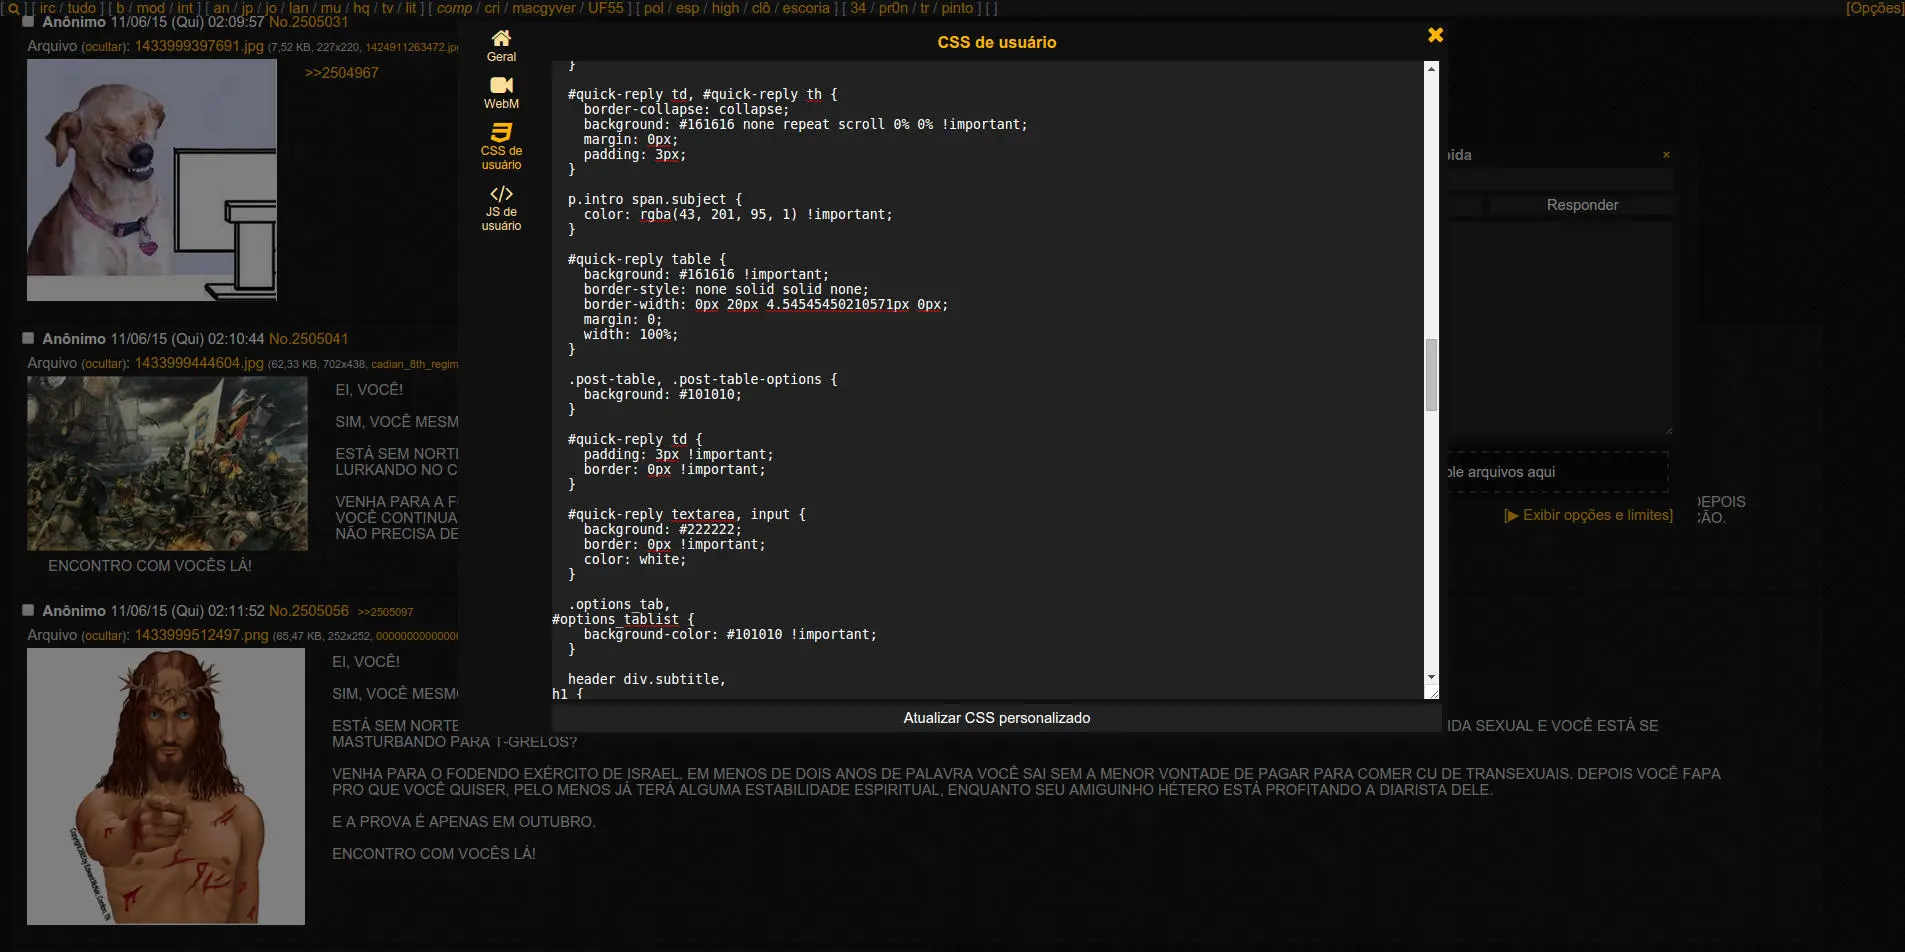 [ ] [ irc / tudo ] [ b / mod / int ] [ an / jp / jo / lan / mu / hq / tv / lit ] [ comp / cri / macgyver / UF55 ] [ pol / esp / high / clô / escoria ] [ 34 / pr0n / tr / pinto ] [ ]
[Opções]
Anônimo 11/06/15 (Qui) 02:09:57 No.2505031
Arquivo (ocultar): 1433999397691.jpg (7,52 KB, 227x220, 1424911263472.jpg
>>2504967
Anônimo 11/06/15 (Qui) 02:10:44 No.2505041
Arquivo (ocultar): 1433999444604.jpg (62,33 KB, 702x438, cadian_8th_regim
EI, VOCÊ!
SIM, VOCÊ MESM
ESTÁ SEM NORTE
LURKANDO NO C
VENHA PARA A F
VOCÊ CONTINUA
NÃO PRECISA DE
DEPOIS
ÇÃO.
ENCONTRO COM VOCÊS LÁ!
Anônimo 11/06/15 (Qui) 02:11:52 No.2505056 >>2505097
Arquivo (ocultar): 1433999512497.png (65,47 KB, 252x252,
EI, VOCÊ!
SIM, VOCÊ MESMO
ESTÁ SEM NORTE
IDA SEXUAL E VOCÊ ESTÁ SE
MASTURBANDO PARA T-GRELOS?
VENHA PARA O FODENDO EXÉRCITO DE ISRAEL. EM MENOS DE DOIS ANOS DE PALAVRA VOCÊ SAI SEM A MENOR VONTADE DE PAGAR PARA COMER CU DE TRANSEXUAIS. DEPOIS VOCÊ FAPA
PRO QUE VOCÊ QUISER, PELO MENOS JÁ TERÁ ALGUMA ESTABILIDADE ESPIRITUAL, ENQUANTO SEU AMIGUINHO HÉTERO ESTÁ PROFITANDO A DIARISTA DELE.
E A PROVA É APENAS EM OUTUBRO.
ENCONTRO COM VOCÊS LÁ!
Geral
WebM
CSS de
usuário
JS de
usuário
CSS de usuário
}
#quick-reply td, #quick-reply th {
border-collapse: collapse;
background: #161616 none repeat scroll 0% 0% !important;
margin: 0px;
padding: 3px;
}
p.intro span.subject {
color: rgba(43, 201, 95, 1) !important;
}
#quick-reply table {
background: #161616 !important;
border-style: none solid solid none;
border-width: 0px 20px 4.54545450210571px 0px;
margin: 0;
width: 100%;
}
.post-table, .post-table-options {
background: #101010;
}
#quick-reply td {
padding: 3px !important;
border: 0px !important;
}
#quick-reply textarea, input {
background: #222222;
border: 0px !important;
color: white;
}
.options_tab,
#options_tablist {
background-color: #101010 !important;
}
header div.subtitle,
h1 {
Atualizar CSS personalizado
pida
×
Responder
ole arquivos aqui
[▶ Exibir opções e limites]